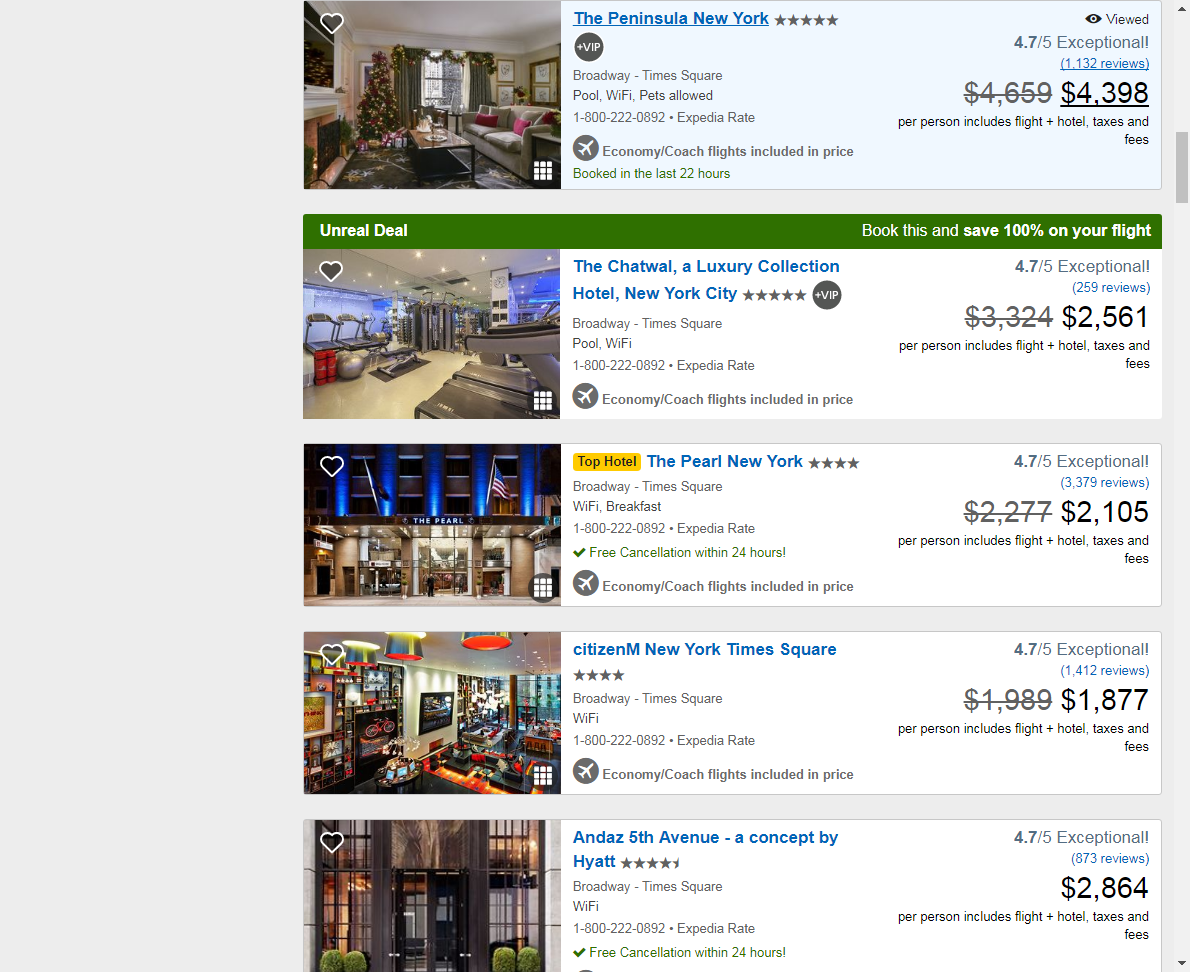 The Peninsula New York
Viewed
+VIP
4.7/5 Exceptional!
(1,132 reviews)
Broadway - Times Square
$4,659 $4,398
Pool, WiFi, Pets allowed
1-800-222-0892 • Expedia Rate
per person includes flight + hotel, taxes and
fees
Economy/Coach flights included in price
Booked in the last 22 hours
Unreal Deal
Book this and save 100% on your flight
The Chatwal, a Luxury Collection
Hotel, New York City
+VIP
4.7/5 Exceptional!
(259 reviews)
Broadway - Times Square
$3,324 $2,561
Pool, WiFi
1-800-222-0892 • Expedia Rate
per person includes flight + hotel, taxes and
fees
Economy/Coach flights included in price
THE PEARL
Top Hotel The Pearl New York
4.7/5 Exceptional!
(3,379 reviews)
Broadway - Times Square
WiFi, Breakfast
$2,277 $2,105
1-800-222-0892 • Expedia Rate
per person includes flight + hotel, taxes and
fees
Free Cancellation within 24 hours!
Economy/Coach flights included in price
citizenM New York Times Square
4.7/5 Exceptional!
(1,412 reviews)
Broadway - Times Square
$1,989 $1,877
WiFi
1-800-222-0892 • Expedia Rate
per person includes flight + hotel, taxes and
fees
Economy/Coach flights included in price
Andaz 5th Avenue - a concept by
Hyatt
4.7/5 Exceptional!
(873 reviews)
Broadway - Times Square
$2,864
WiFi
1-800-222-0892 • Expedia Rate
per person includes flight + hotel, taxes and
fees
Free Cancellation within 24 hours!